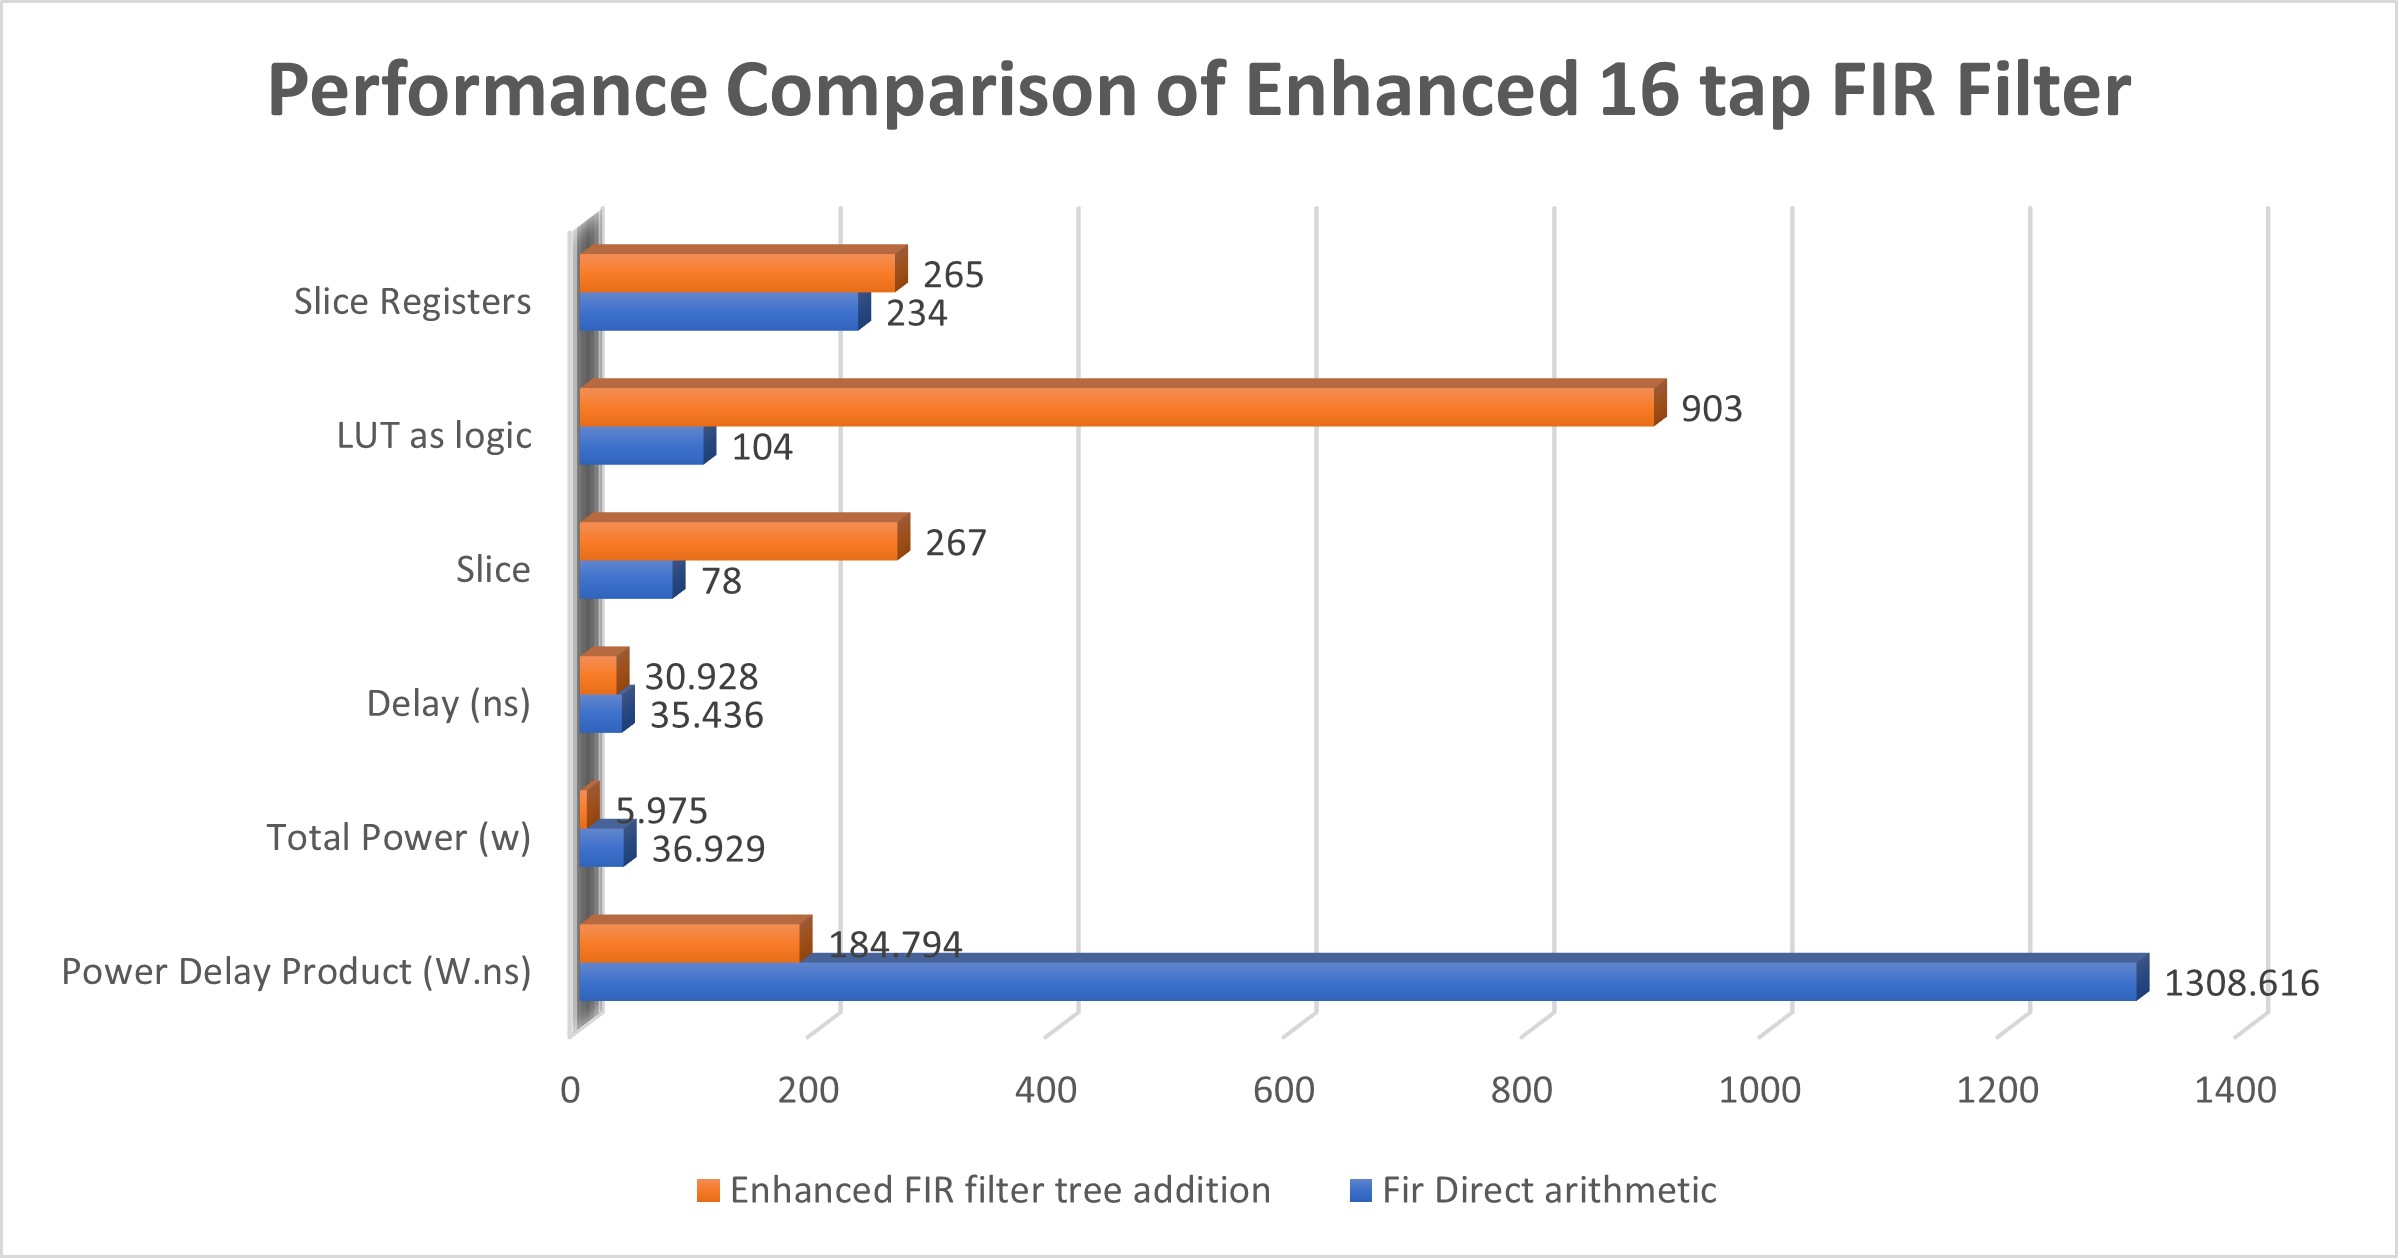 Performance Comparison of Enhanced 16 tap FIR Filter
Slice Registers
265
234
LUT as logic
903
104
Slice
267
78
Delay (ns)
30.928
35.436
Total Power (w)
5.975
36.929
Power Delay Product (W.ns)
184.794
1308.616
0 200 400 600 800 1000 1200 1400
Enhanced FIR filter tree addition Fir Direct arithmetic